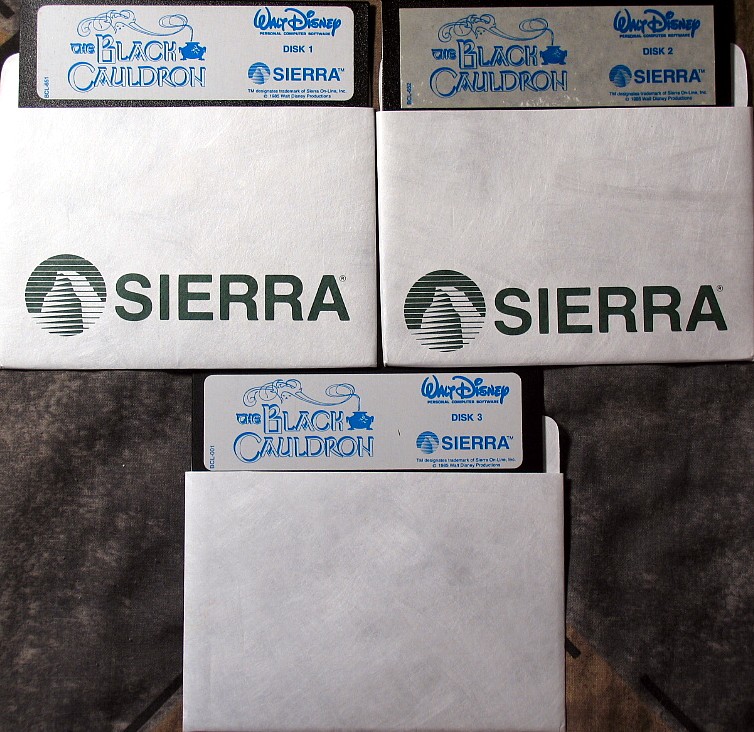 THE BLACK CAULDRON
WALT DISNEY
PERSONAL COMPUTER SOFTWARE
DISK 1
SIERRA™
TM designates trademark of Sierra On-Line, Inc.
© 1985 Walt Disney Productions
THE BLACK CAULDRON
WALT DISNEY
PERSONAL COMPUTER SOFTWARE
DISK 2
SIERRA™
TM designates trademark of Sierra On-Line, Inc.
© 1985 Walt Disney Productions
SIERRA®
SIERRA®
THE BLACK CAULDRON
WALT DISNEY
PERSONAL COMPUTER SOFTWARE
DISK 3
SIERRA™
TM designates trademark of Sierra On-Line, Inc.
© 1985 Walt Disney Productions